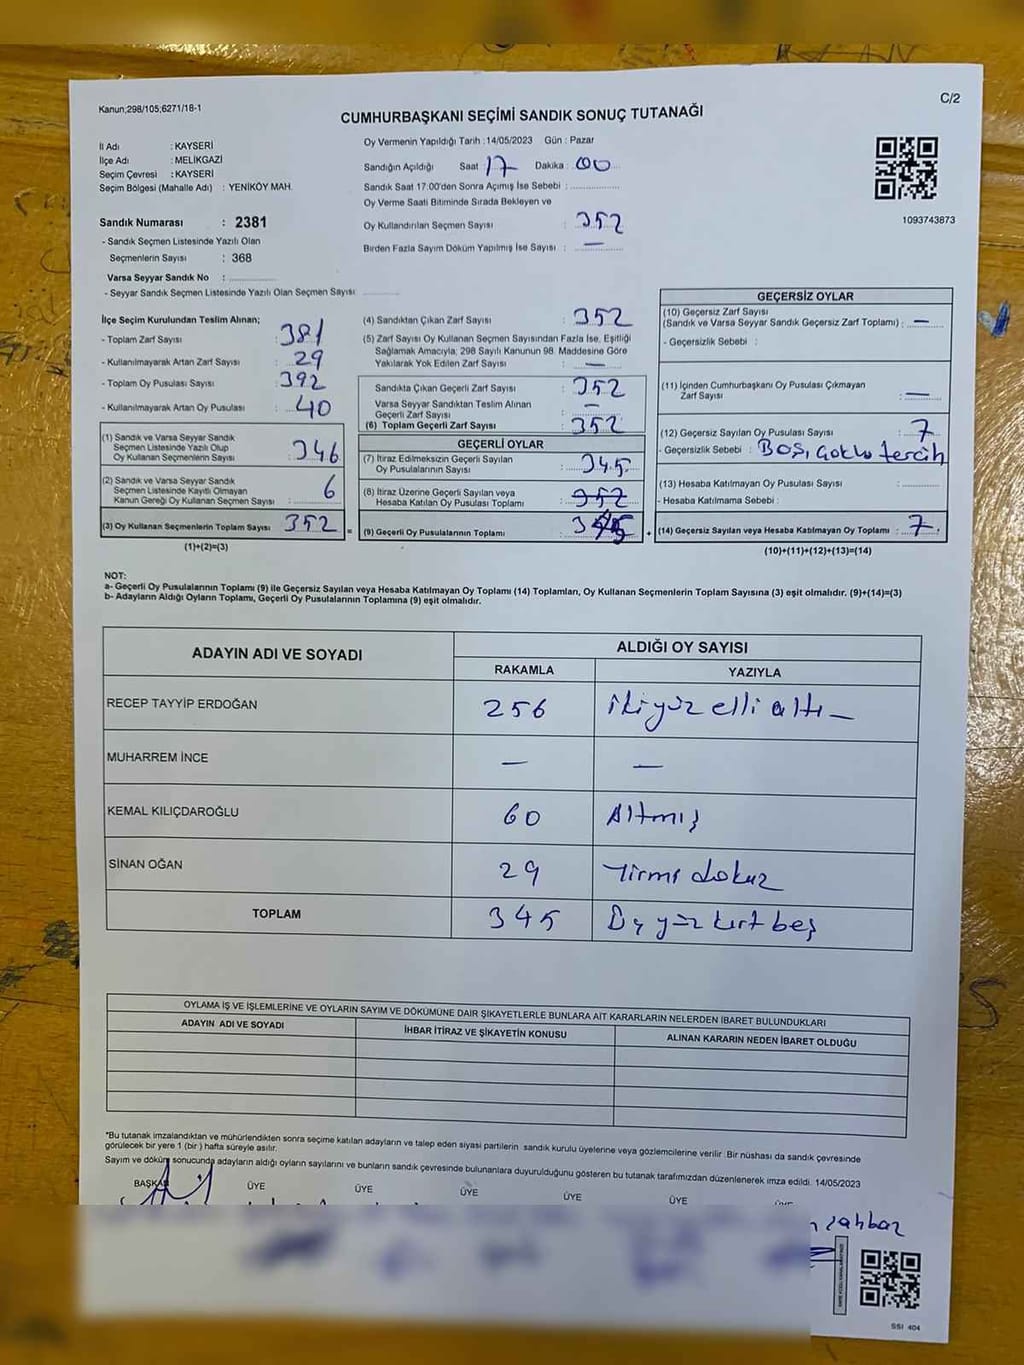 Kanun;298/105;6271/18-1
C/2
CUMHURBAŞKANI SEÇİMİ SANDIK SONUÇ TUTANAĞI
İl Adı : KAYSERİ
İlçe Adı : MELİKGAZİ
Seçim Çevresi : KAYSERİ
Seçim Bölgesi (Mahalle Adı) : YENİKÖY MAH.
Sandık Numarası : 2381
- Sandık Seçmen Listesinde Yazılı Olan
Seçmenlerin Sayısı : 368
Varsa Seyyar Sandık No :
- Seyyar Sandık Seçmen Listesinde Yazılı Olan Seçmen Sayısı:
Oy Vermenin Yapıldığı Tarih :14/05/2023 Gün : Pazar
Sandığın Açıldığı Saat : 17 Dakika : 00
Sandık Saat 17:00'den Sonra Açımış İse Sebebi :
Oy Verme Saati Bitiminde Sırada Bekleyen ve
Oy Kullandırılan Seçmen Sayısı : 352
Birden Fazla Sayım Döküm Yapılmış İse Sayısı : —
1093743873
İlçe Seçim Kurulundan Teslim Alınan;
- Toplam Zarf Sayısı : 381
- Kullanılmayarak Artan Zarf Sayısı : 29
- Toplam Oy Pusulası Sayısı : 392
- Kullanılmayarak Artan Oy Pusulası : 40
(1) Sandık ve Varsa Seyyar Sandık
Seçmen Listesinde Yazılı Olup
Oy Kullanan Seçmenlerin Sayısı : 346
(2) Sandık ve Varsa Seyyar Sandık
Seçmen Listesinde Kayıtlı Olmayan
Kanun Gereği Oy Kullanan Seçmen Sayısı : 6
(3) Oy Kullanan Seçmenlerin Toplam Sayısı : 352 =
(1)+(2)=(3)
(4) Sandıktan Çıkan Zarf Sayısı : 352
(5) Zarf Sayısı Oy Kullanan Seçmen Sayısından Fazla İse, Eşitliği
Sağlamak Amacıyla; 298 Sayılı Kanunun 98. Maddesine Göre
Yakılarak Yok Edilen Zarf Sayısı : —
Sandıkta Çıkan Geçerli Zarf Sayısı : 352
Varsa Seyyar Sandıktan Teslim Alınan
Geçerli Zarf Sayısı : —
(6) Toplam Geçerli Zarf Sayısı : 352
GEÇERLİ OYLAR
(7) İtiraz Edilmeksizin Geçerli Sayılan
Oy Pusulalarının Sayısı : 345
(8) İtiraz Üzerine Geçerli Sayılan veya
Hesaba Katılan Oy Pusulaları Toplamı : 352
(9) Geçerli Oy Pusulalarının Toplamı : 345 +
GEÇERSİZ OYLAR
(10) Geçersiz Zarf Sayısı
(Sandık ve Varsa Seyyar Sandık Geçersiz Zarf Toplamı) : —
- Geçersizlik Sebebi :
(11) İçinden Cumhurbaşkanı Oy Pusulası Çıkmayan
Zarf Sayısı : —
(12) Geçersiz Sayılan Oy Pusulası Sayısı : 7
- Geçersizlik Sebebi : Boş, çoklu tercih
(13) Hesaba Katılmayan Oy Pusulası Sayısı :
- Hesaba Katılmama Sebebi :
(14) Geçersiz Sayılan veya Hesaba Katılmayan Oy Toplamı : 7
(10)+(11)+(12)+(13)=(14)
NOT:
a- Geçerli Oy Pusulalarının Toplamı (9) ile Geçersiz Sayılan veya Hesaba Katılmayan Oy Toplamı (14) Toplamları, Oy Kullanan Seçmenlerin Toplam Sayısına (3) eşit olmalıdır. (9)+(14)=(3)
b- Adayların Aldığı Oyların Toplamı, Geçerli Oy Pusulalarının Toplamına (9) eşit olmalıdır.
ADAYIN ADI VE SOYADI
ALDIĞI OY SAYISI
RAKAMLA YAZIYLA
RECEP TAYYİP ERDOĞAN 256 ikiyüz elli altı —
MUHARREM İNCE — —
KEMAL KILIÇDAROĞLU 60 Altmış
SİNAN OĞAN 29 Yirmi dokuz
TOPLAM 345 Üç yüz kırt beş
OYLAMA İŞ VE İŞLEMLERİNE VE OYLARIN SAYIM VE DÖKÜMÜNE DAİR ŞİKAYETLERLE BUNLARA AİT KARARLARIN NELERDEN İBARET BULUNDUKLARI
ADAYIN ADI VE SOYADI İHBAR İTİRAZ VE ŞİKAYETİN KONUSU ALINAN KARARIN NEDEN İBARET OLDUĞU
*Bu tutanak imzalandıktan ve mühürlendikten sonra seçime katılan adayların ve talep eden siyasi partilerin sandık kurulu üyelerine veya gözlemcilerine verilir. Bir nüshası da sandık çevresinde
görülecek bir yere 1 (bir) hafta süreyle asılır.
Sayım ve döküm sonucunda adayların aldığı oyların sayılarını ve bunların sandık çevresinde bulunanlara duyurulduğunu gösteren bu tutanak tarafımızdan düzenlenerek imza edildi. 14/05/2023
BAŞKAN ÜYE ÜYE ÜYE ÜYE ÜYE ÜYE
SSI 404